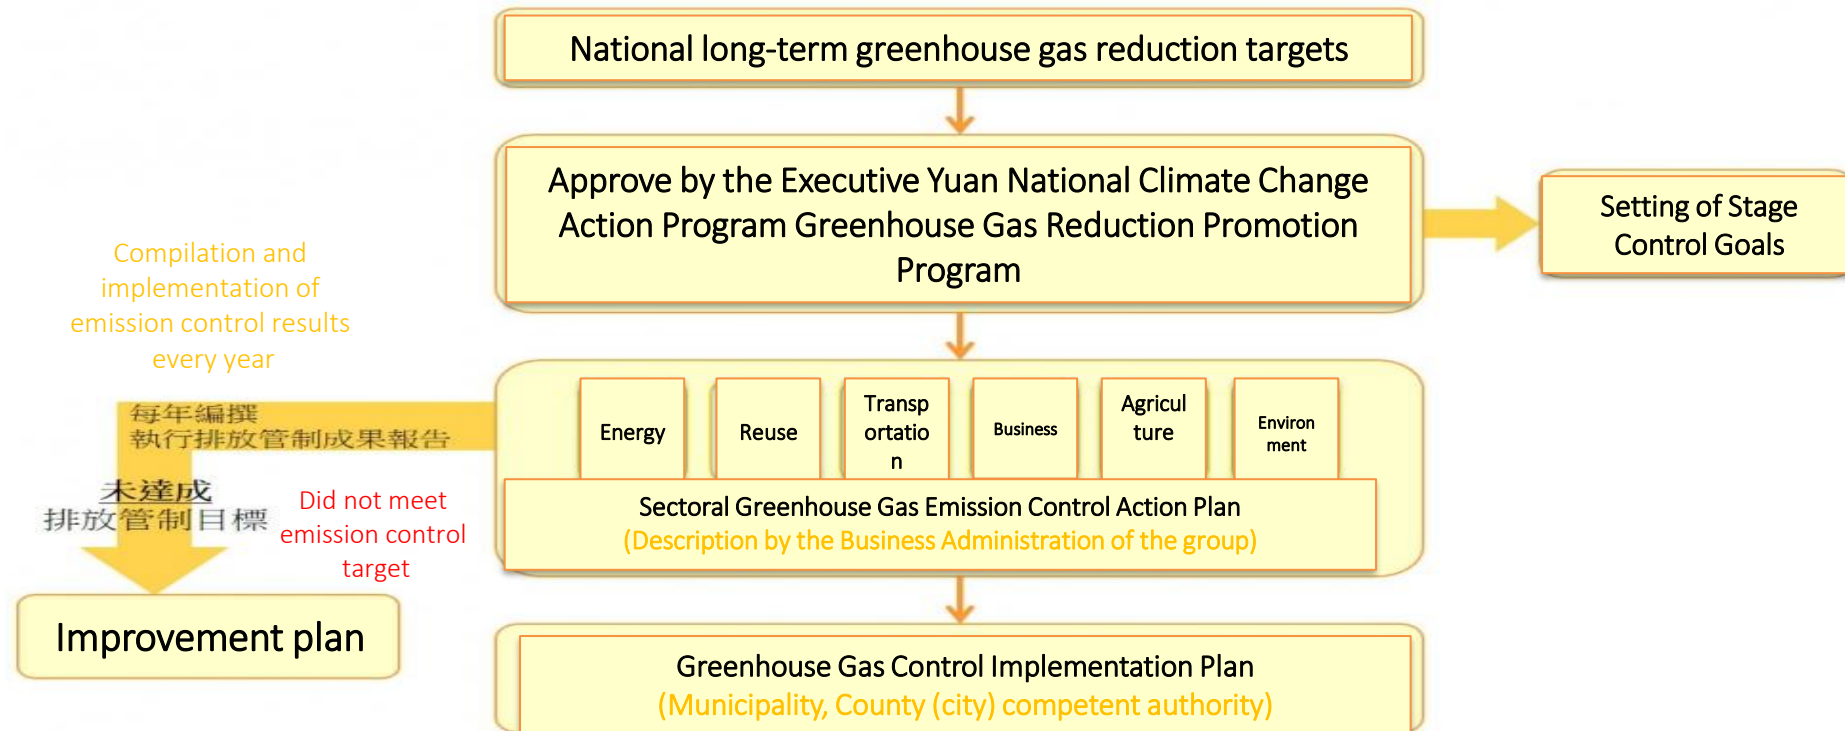 National long-term greenhouse gas reduction targets
Approve by the Executive Yuan National Climate Change
Action Program Greenhouse Gas Reduction Promotion
Program
Setting of Stage
Control Goals
Compilation and
implementation of
emission control results
every year
每年編撰
執行排放管制成果報告
未達成
排放管制目標
Did not meet
emission control
target
Improvement plan
Energy
Reuse
Transp
ortatio
n
Business
Agricul
ture
Environ
ment
Sectoral Greenhouse Gas Emission Control Action Plan
(Description by the Business Administration of the group)
Greenhouse Gas Control Implementation Plan
(Municipality, County (city) competent authority)